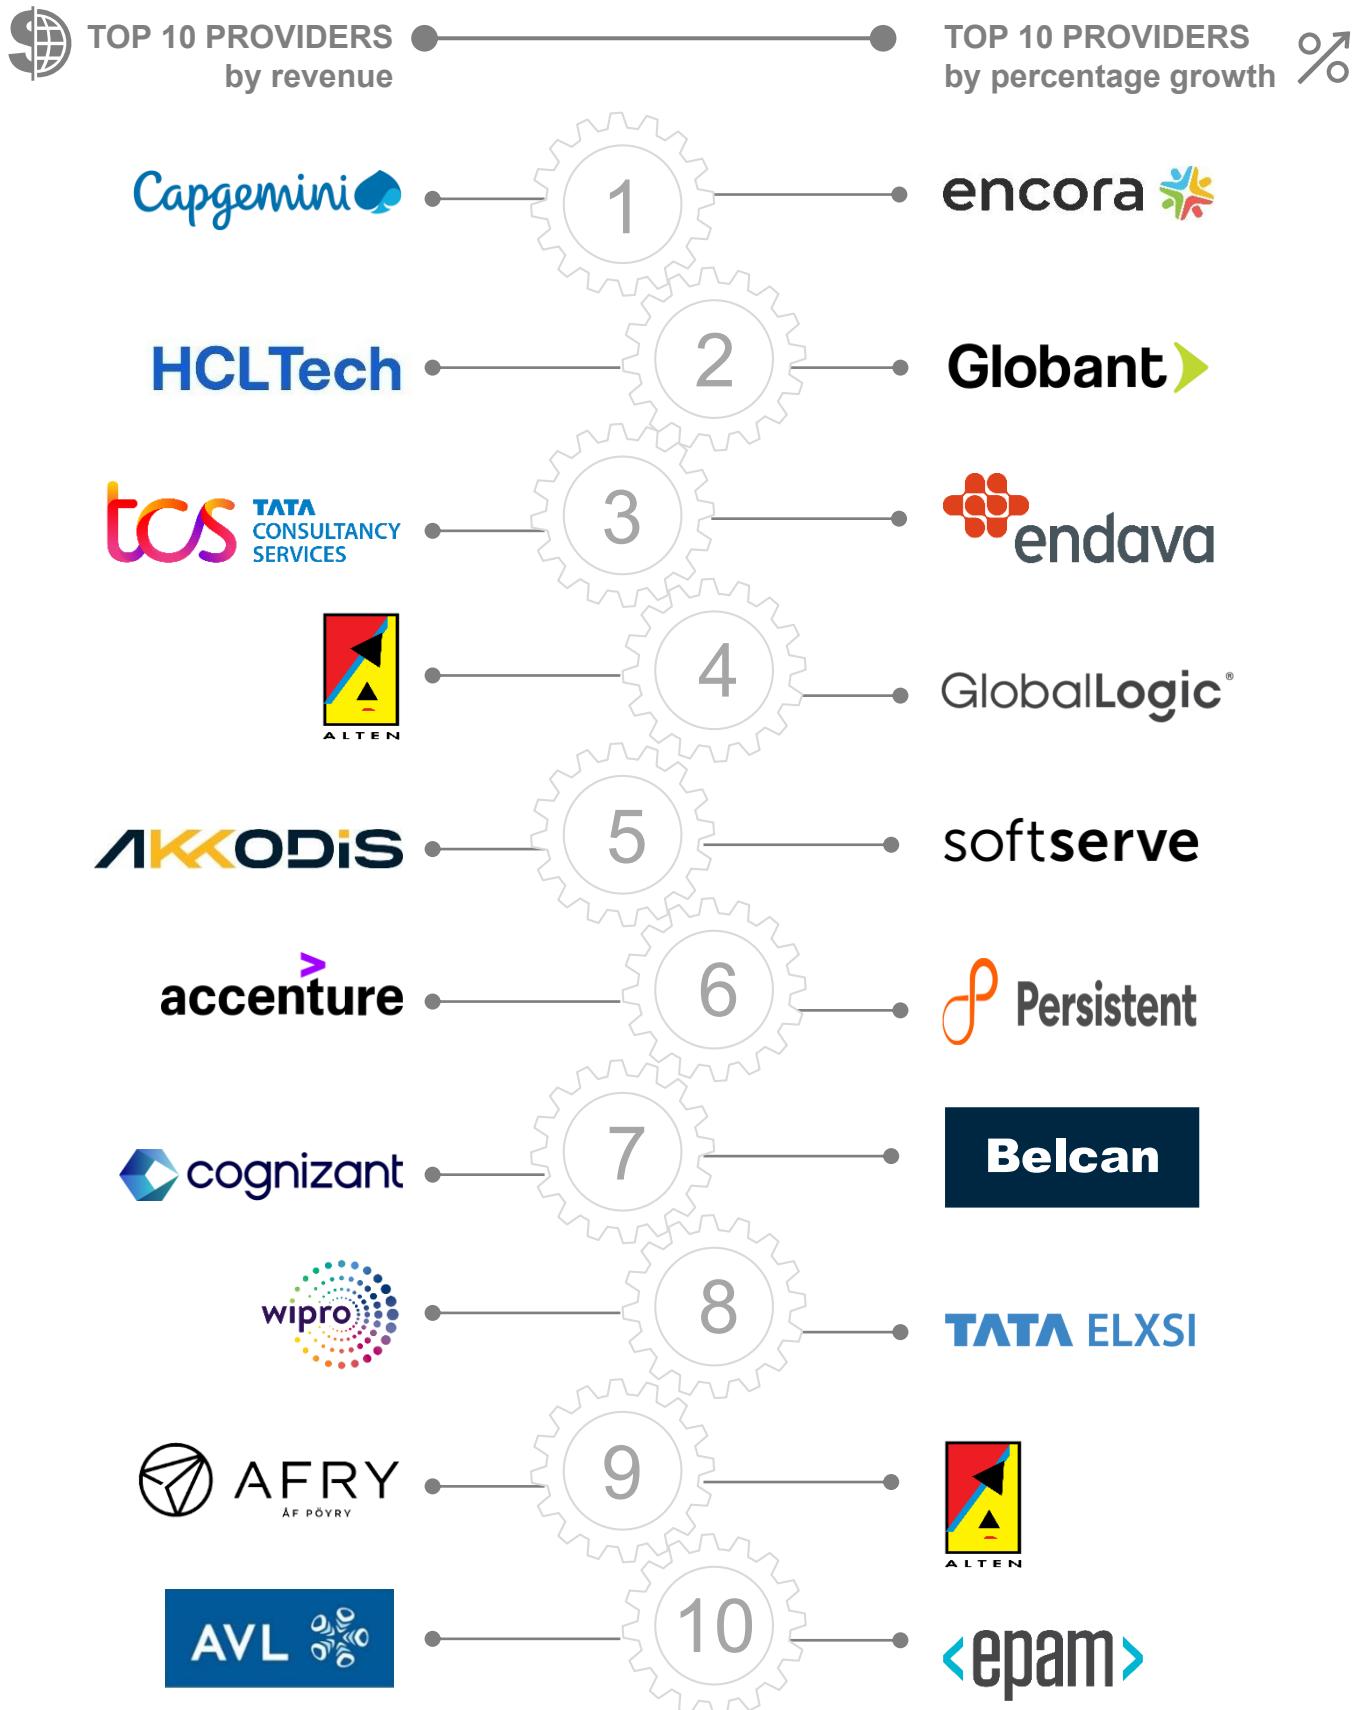 TOP 10 PROVIDERS
by revenue
TOP 10 PROVIDERS
by percentage growth
Capgemini
1
encora
HCLTech
2
Globant
tcs
TATA
CONSULTANCY
SERVICES
3
endava
ALTEN
4
GlobalLogic®
AKKODiS
5
softserve
accenture
6
Persistent
cognizant
7
Belcan
wipro
8
TATA ELXSI
AFRY
ÅF PÖYRY
9
ALTEN
AVL
10
<epam>